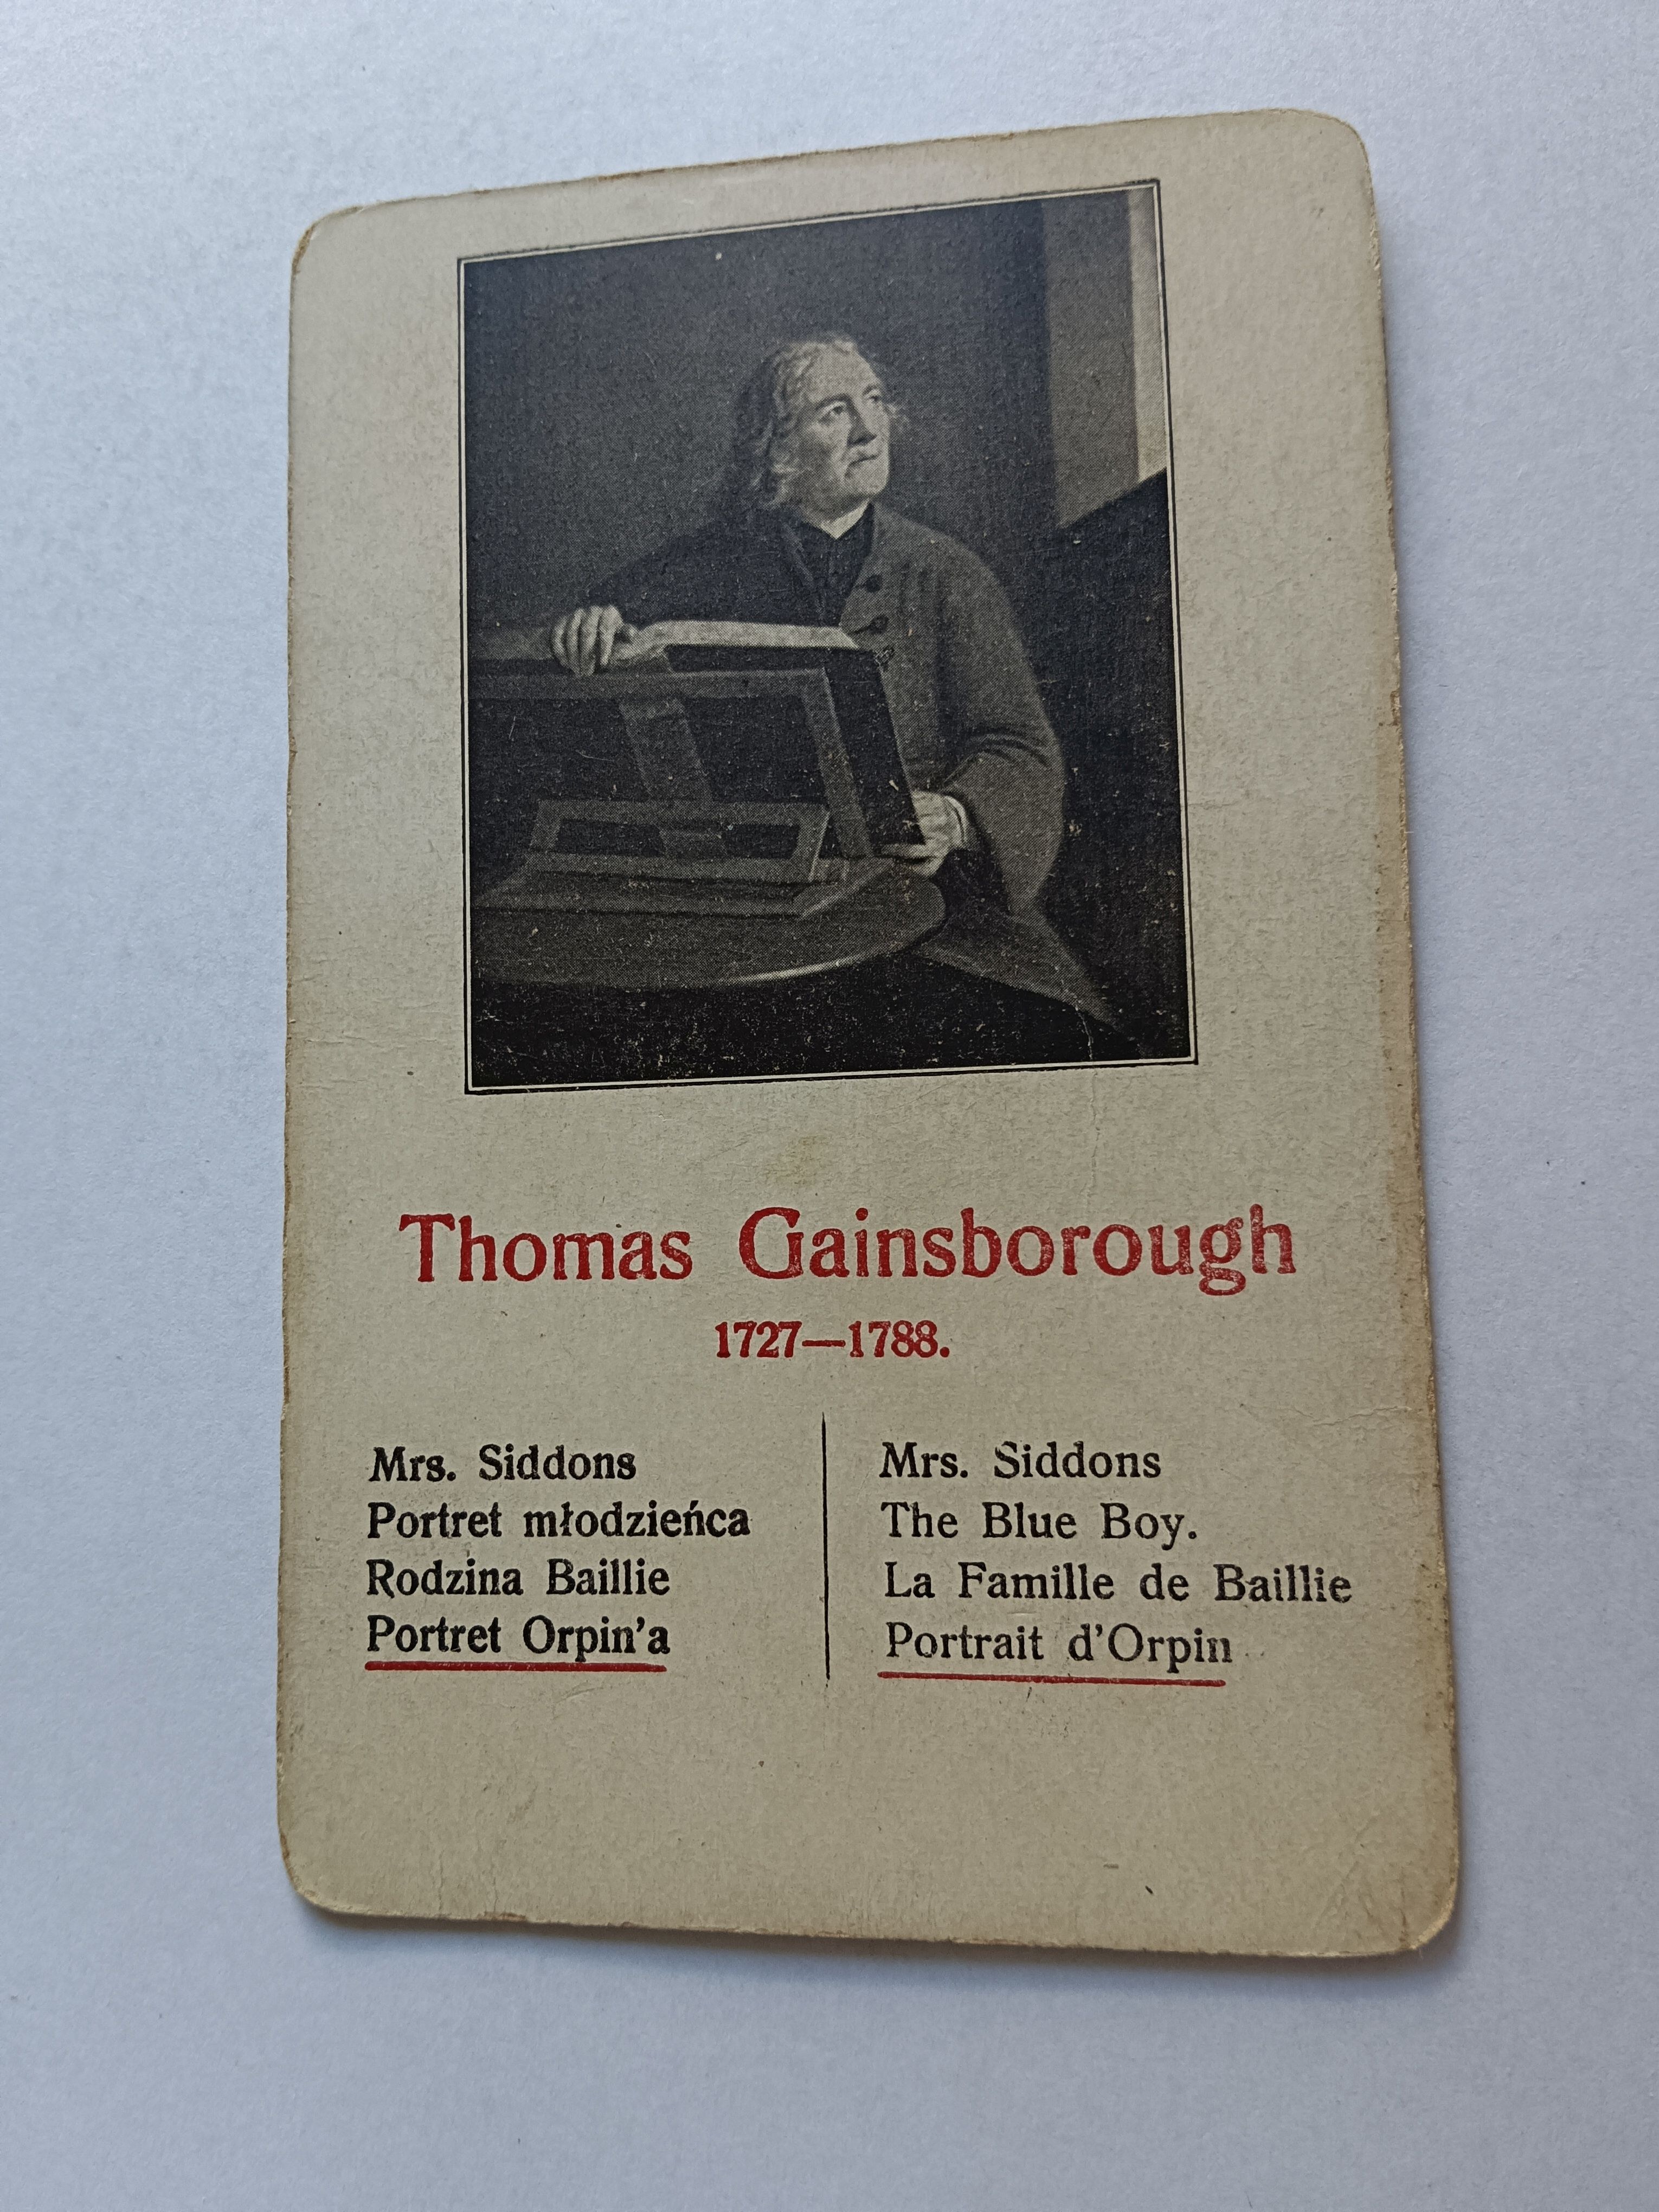 Thomas Gainsborough
1727—1788.
Mrs. Siddons
Portret młodzieńca
Rodzina Baillie
Portret Orpin'a
Mrs. Siddons
The Blue Boy.
La Famille de Baillie
Portrait d'Orpin